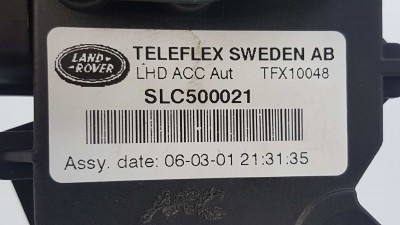 LAND
ROVER
TELEFLEX SWEDEN AB
LHD ACC Aut TFX10048
SLC500021
Assy. date: 06-03-01 21:31:35